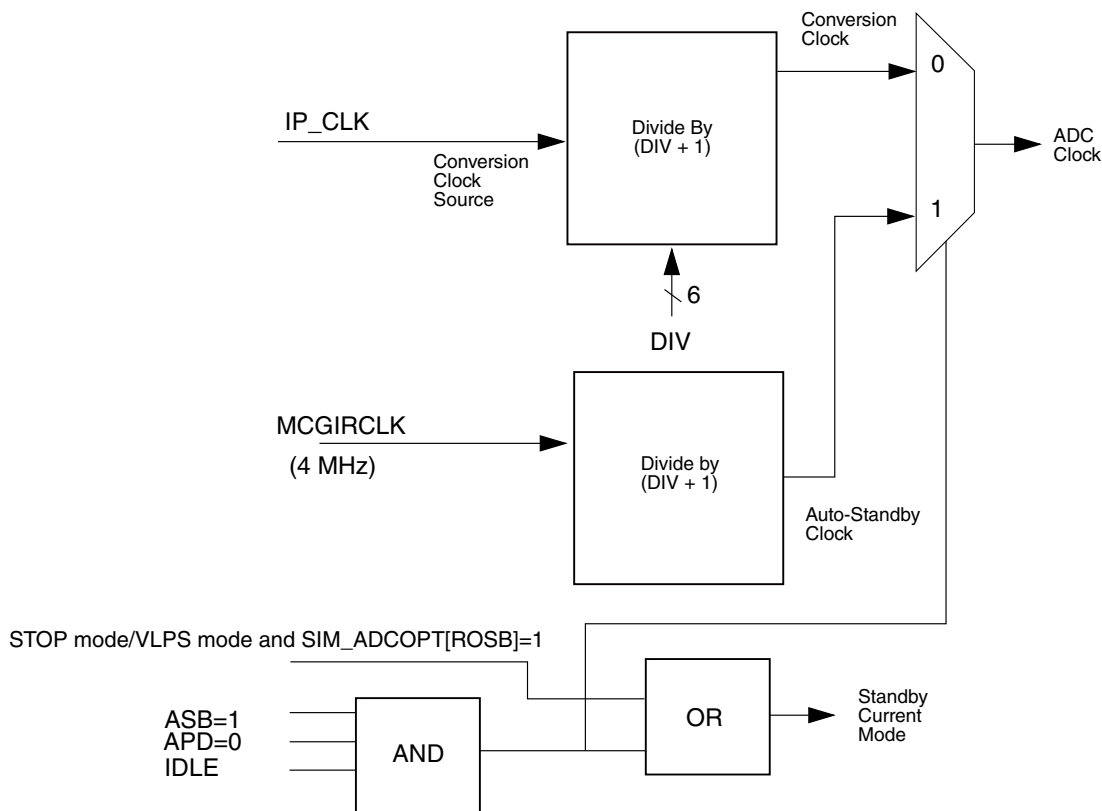 Conversion
Clock
0
IP_CLK
Divide By
(DIV + 1)
ADC
Clock
Conversion
Clock
Source
1
6
DIV
MCGIRCLK
(4 MHz)
Divide by
(DIV + 1)
Auto-Standby
Clock
STOP mode/VLPS mode and SIM_ADCOPT[ROSB]=1
OR
Standby
Current
Mode
ASB=1
APD=0
IDLE
AND